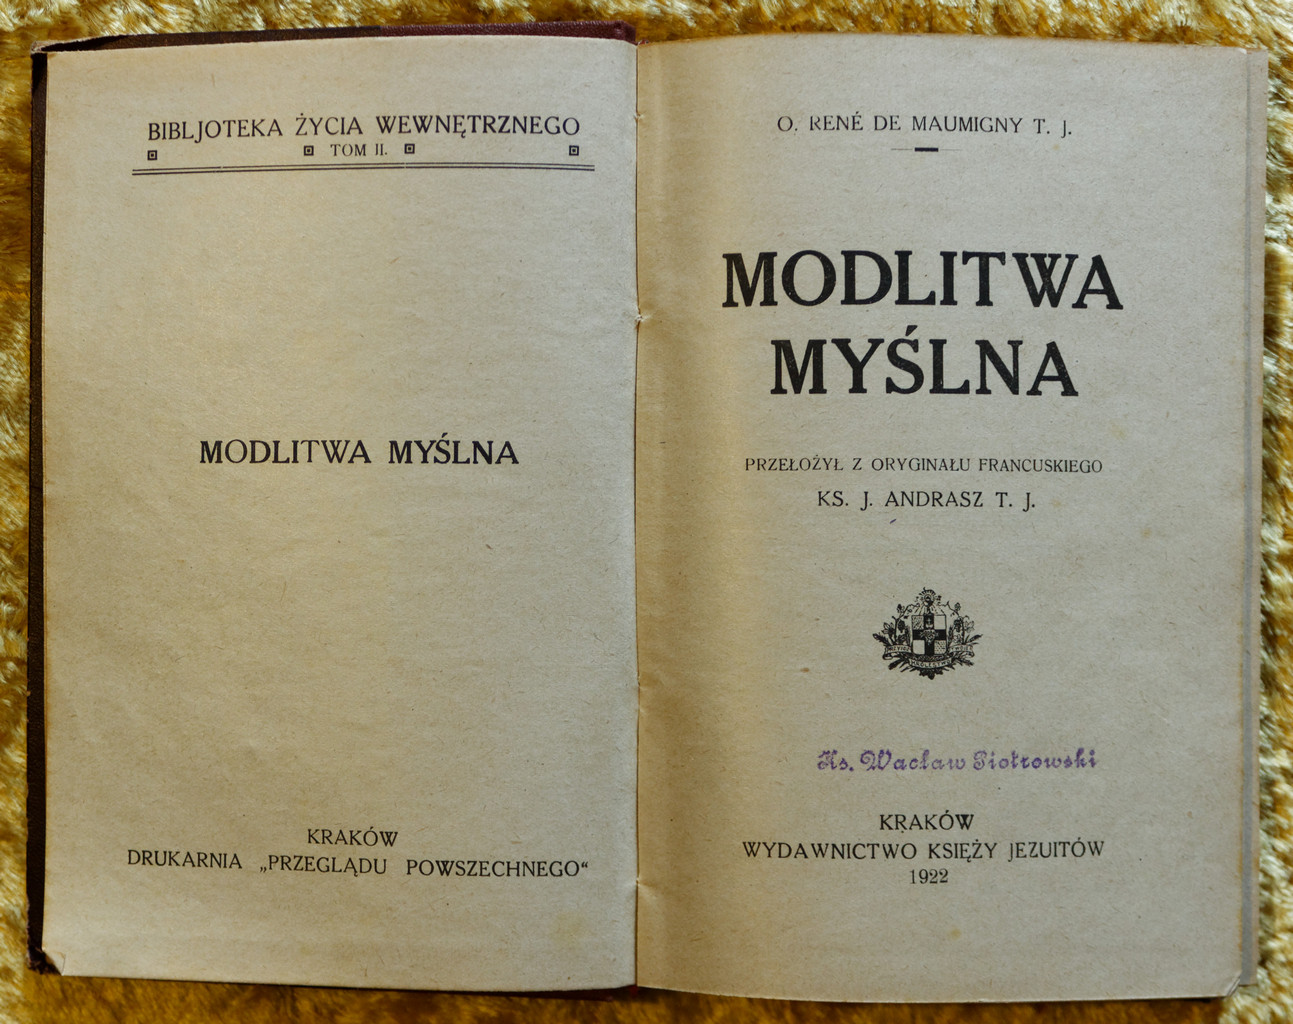 BIBLJOTEKA ŻYCIA WEWNĘTRZNEGO
TOM II.
MODLITWA MYŚLNA
KRAKÓW
DRUKARNIA „PRZEGLĄDU POWSZECHNEGO“
O. RENÉ DE MAUMIGNY T. J.
MODLITWA
MYŚLNA
PRZEŁOŻYŁ Z ORYGINAŁU FRANCUSKIEGO
KS. J. ANDRASZ T. J.
KRÓLESTWO
Ks. Wacław Piotrowski
KRAKÓW
WYDAWNICTWO KSIĘŻY JEZUITÓW
1922